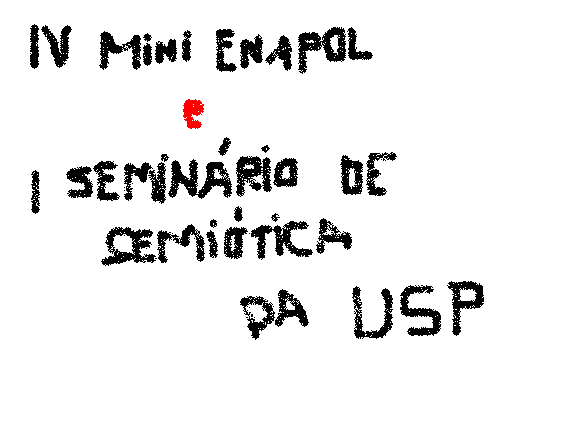 IV MiNi ENAPOL
e
I SEMiNÁRiO DE
SEMiÓTiCA
DA USP